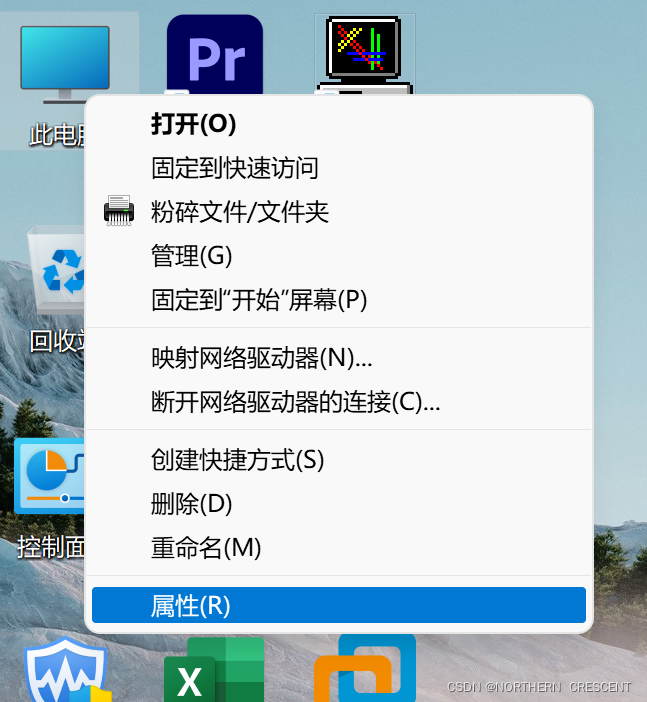 Pr
此电
打开(O)
固定到快速访问
粉碎文件/文件夹
管理(G)
固定到“开始”屏幕(P)
回收
映射网络驱动器(N)...
断开网络驱动器的连接(C)...
创建快捷方式(S)
删除(D)
控制面
重命名(M)
属性(R)
X
CSDN @NORTHERN CRESCENT